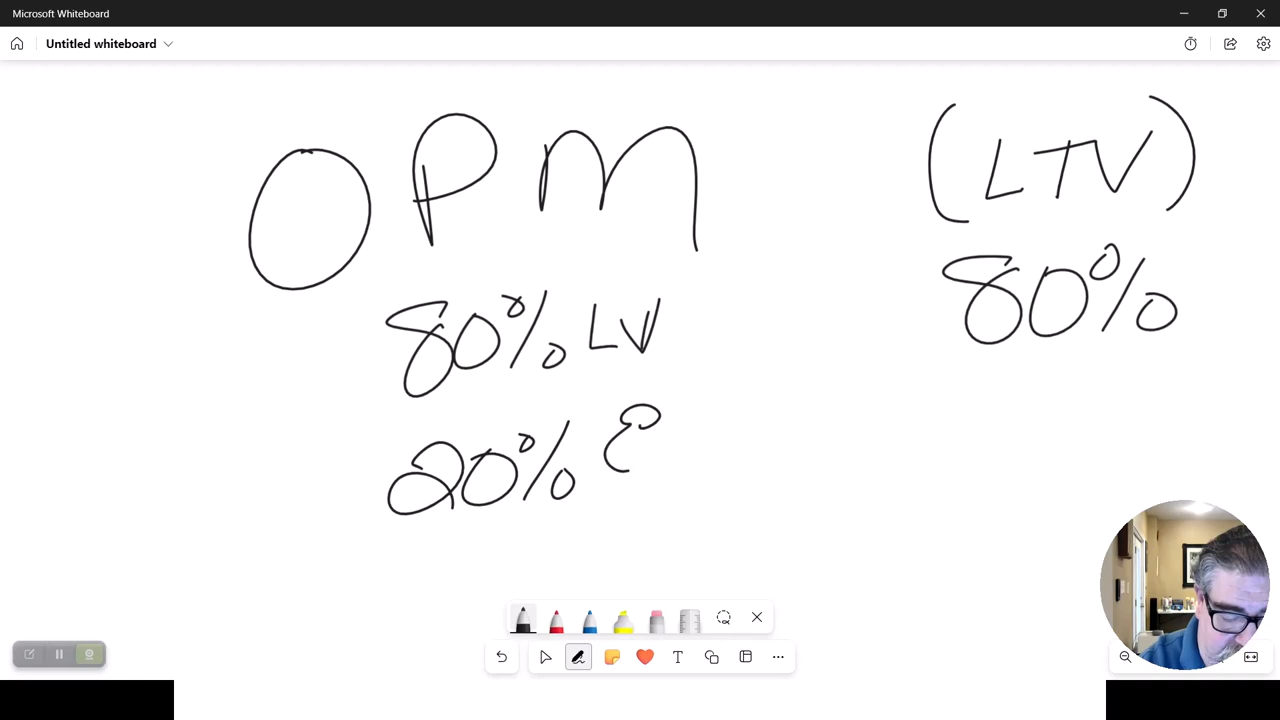 Microsoft Whiteboard
Untitled whiteboard
OPM
(LTV)
80%
80% LV
20% E